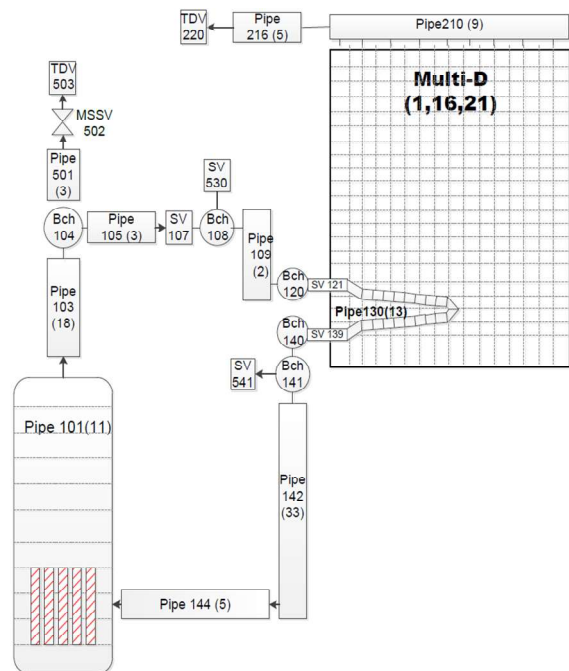 TDV
220
Pipe
216 (5)
Pipe210 (9)
Multi-D
(1,16,21)
TDV
503
MSSV
502
Pipe
501
(3)
SV
530
Bch
104
Pipe
105 (3)
SV
107
Bch
108
Pipe
109
(2)
Pipe
103
(18)
Bch
120
SV 121
Pipe130(13)
Bch
140
SV 139
SV
541
Bch
141
Pipe 101(11)
Pipe
142
(33)
Pipe 144 (5)